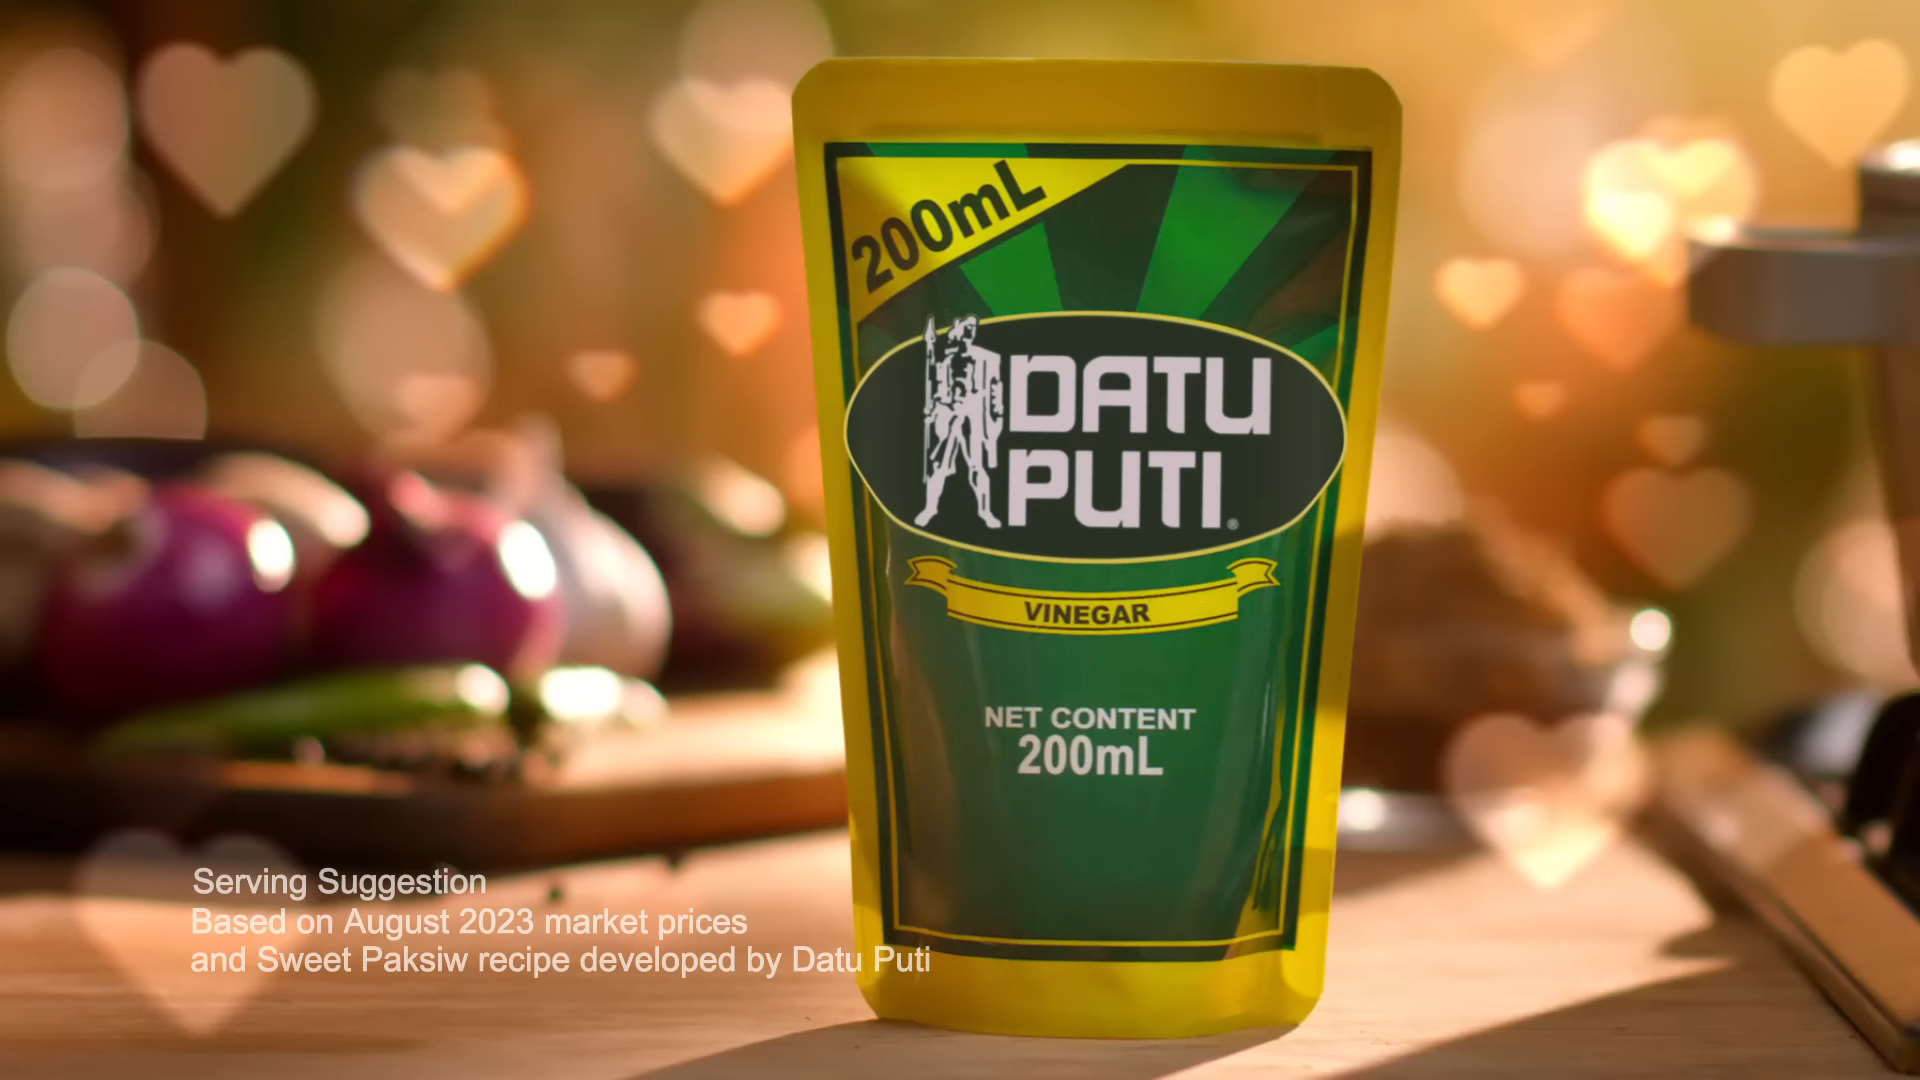 200mL
DATU
PUTI®
VINEGAR
NET CONTENT
200mL
Serving Suggestion
Based on August 2023 market prices
and Sweet Paksiw recipe developed by Datu Puti